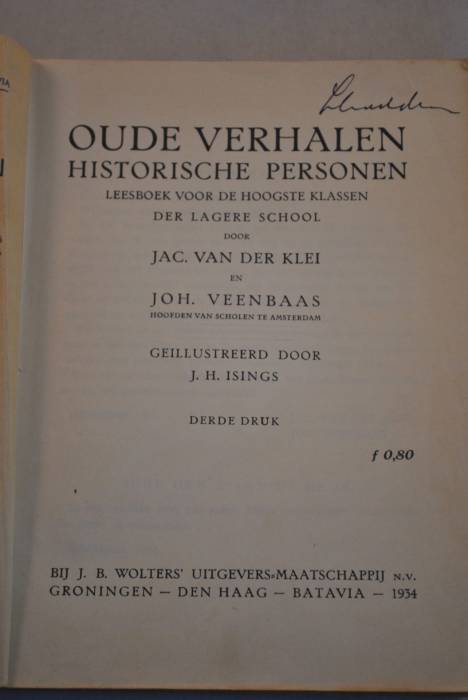 OUDE VERHALEN
HISTORISCHE PERSONEN
LEESBOEK VOOR DE HOOGSTE KLASSEN
DER LAGERE SCHOOL
DOOR
JAC. VAN DER KLEI
EN
JOH. VEENBAAS
HOOFDEN VAN SCHOLEN TE AMSTERDAM
GEILLUSTREERD DOOR
J. H. ISINGS
DERDE DRUK
f 0,80
BIJ J. B. WOLTERS' UITGEVERS-MAATSCHAPPIJ N.V.
GRONINGEN — DEN HAAG — BATAVIA — 1934